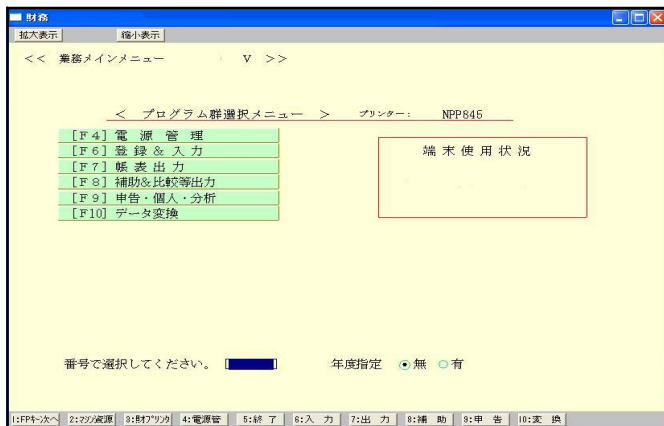 財務
拡大表示 縮小表示
<< 業務メインメニュー V >>
< プログラム群選択メニュー > プリンター: NPP845
[F4] 電源管理
[F6] 登録&入力
[F7] 帳表出力
[F8] 補助&比較等出力
[F9] 申告・個人・分析
[F10] データ変換
端末使用状況
番号で選択してください。 [ ] 年度指定 無 有
1:FPキー次へ 2:マシン資源 3:財プリンタ 4:電源管 5:終 了 6:入 力 7:出 力 8:補 助 9:申 告 10:変 換